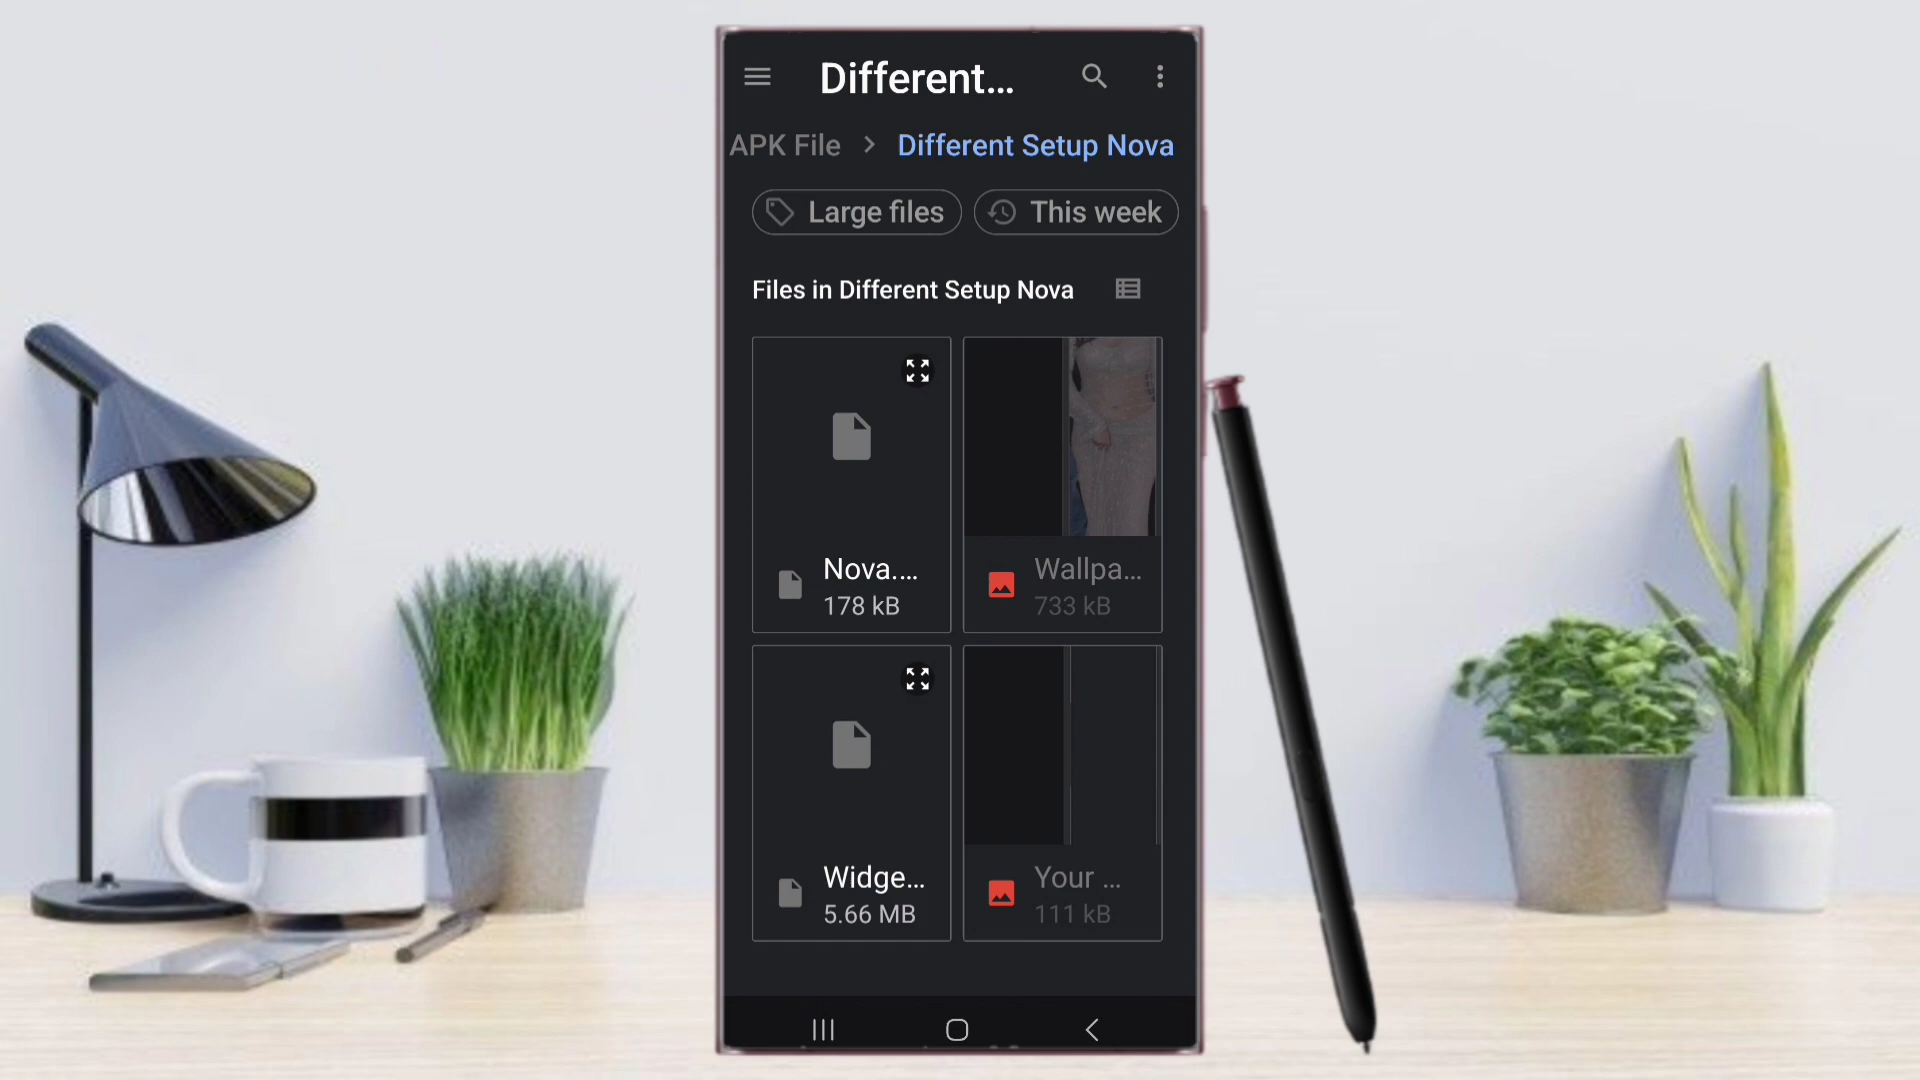 Different...
APK File > Different Setup Nova
Large files
This week
Files in Different Setup Nova
Nova....
178 kB
Wallpa...
733 kB
Widge...
5.66 MB
Your ...
111 kB